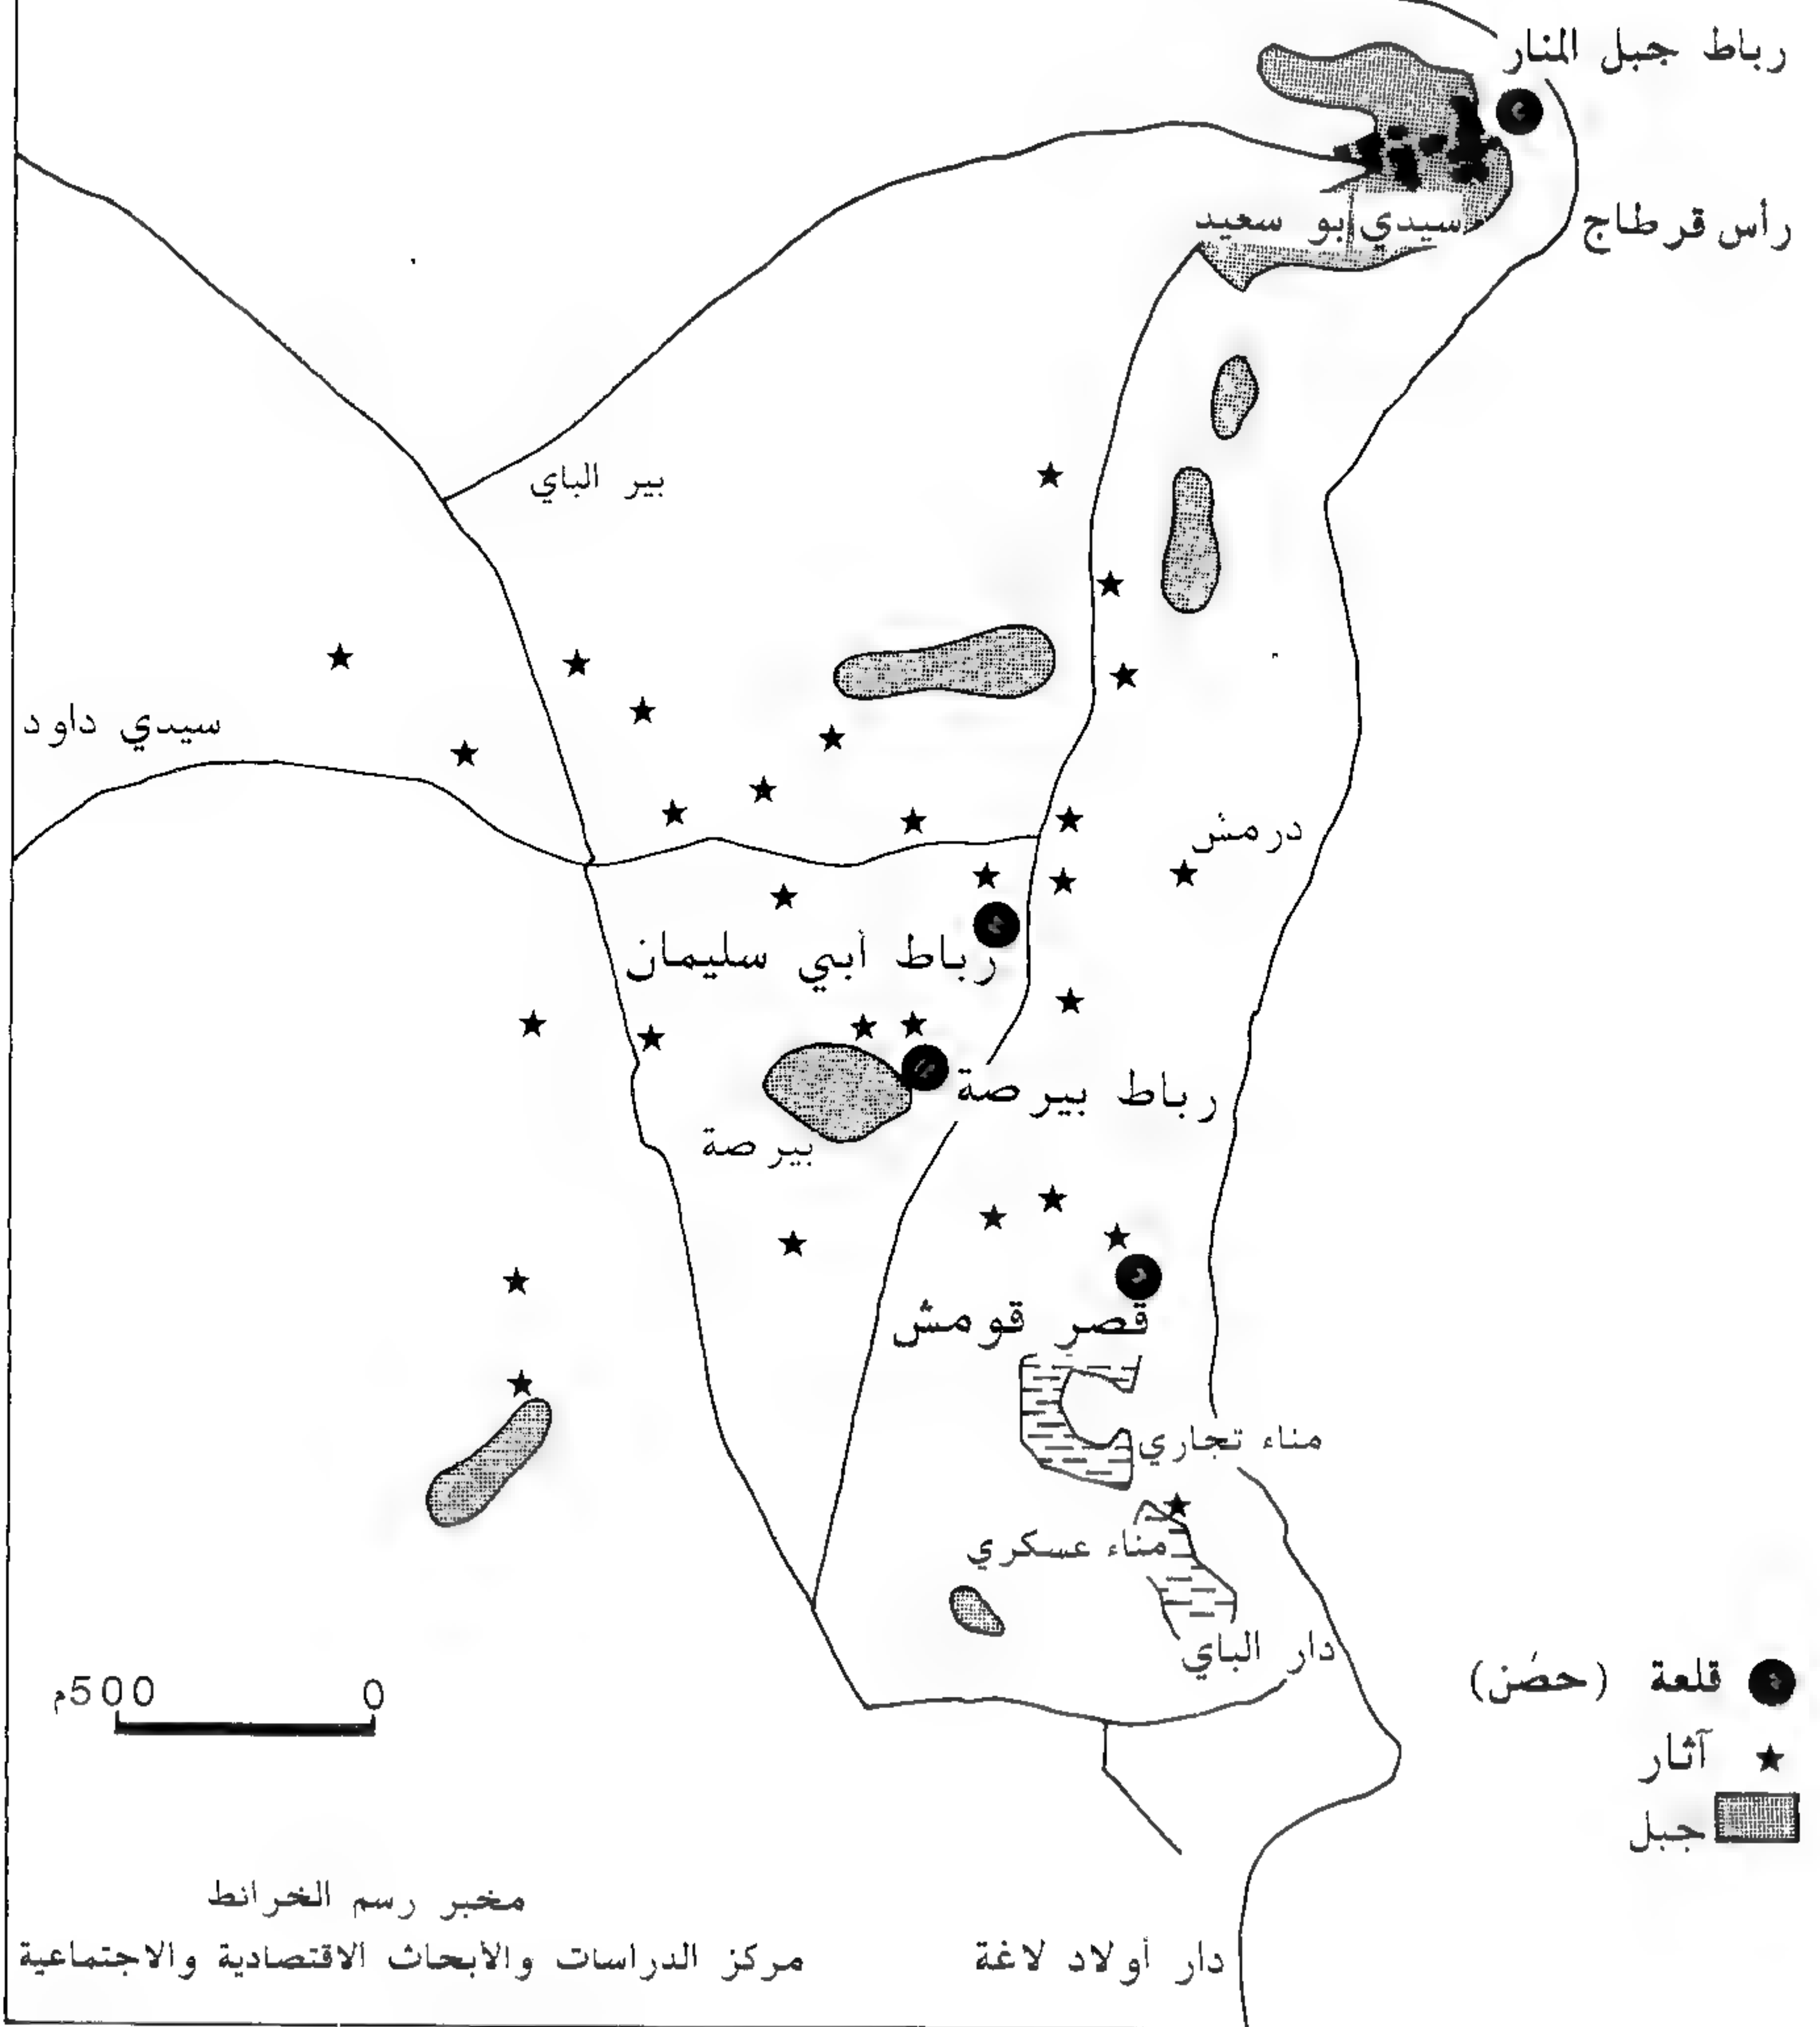 رباط جبل المنار
رأس قرطاج
سيدي بو سعيد
بير الباي
سيدي داود
درمش
رباط أبي سليمان
رباط بيرصة
بيرصة
قصر قومش
مناء تجاري
مناء عسكري
دار الباي
قلعة (حصن)
آثار
جبل
500م 0
مخبر رسم الخرائط
مركز الدراسات والأبحاث الاقتصادية والاجتماعية
دار أولاد لاغة